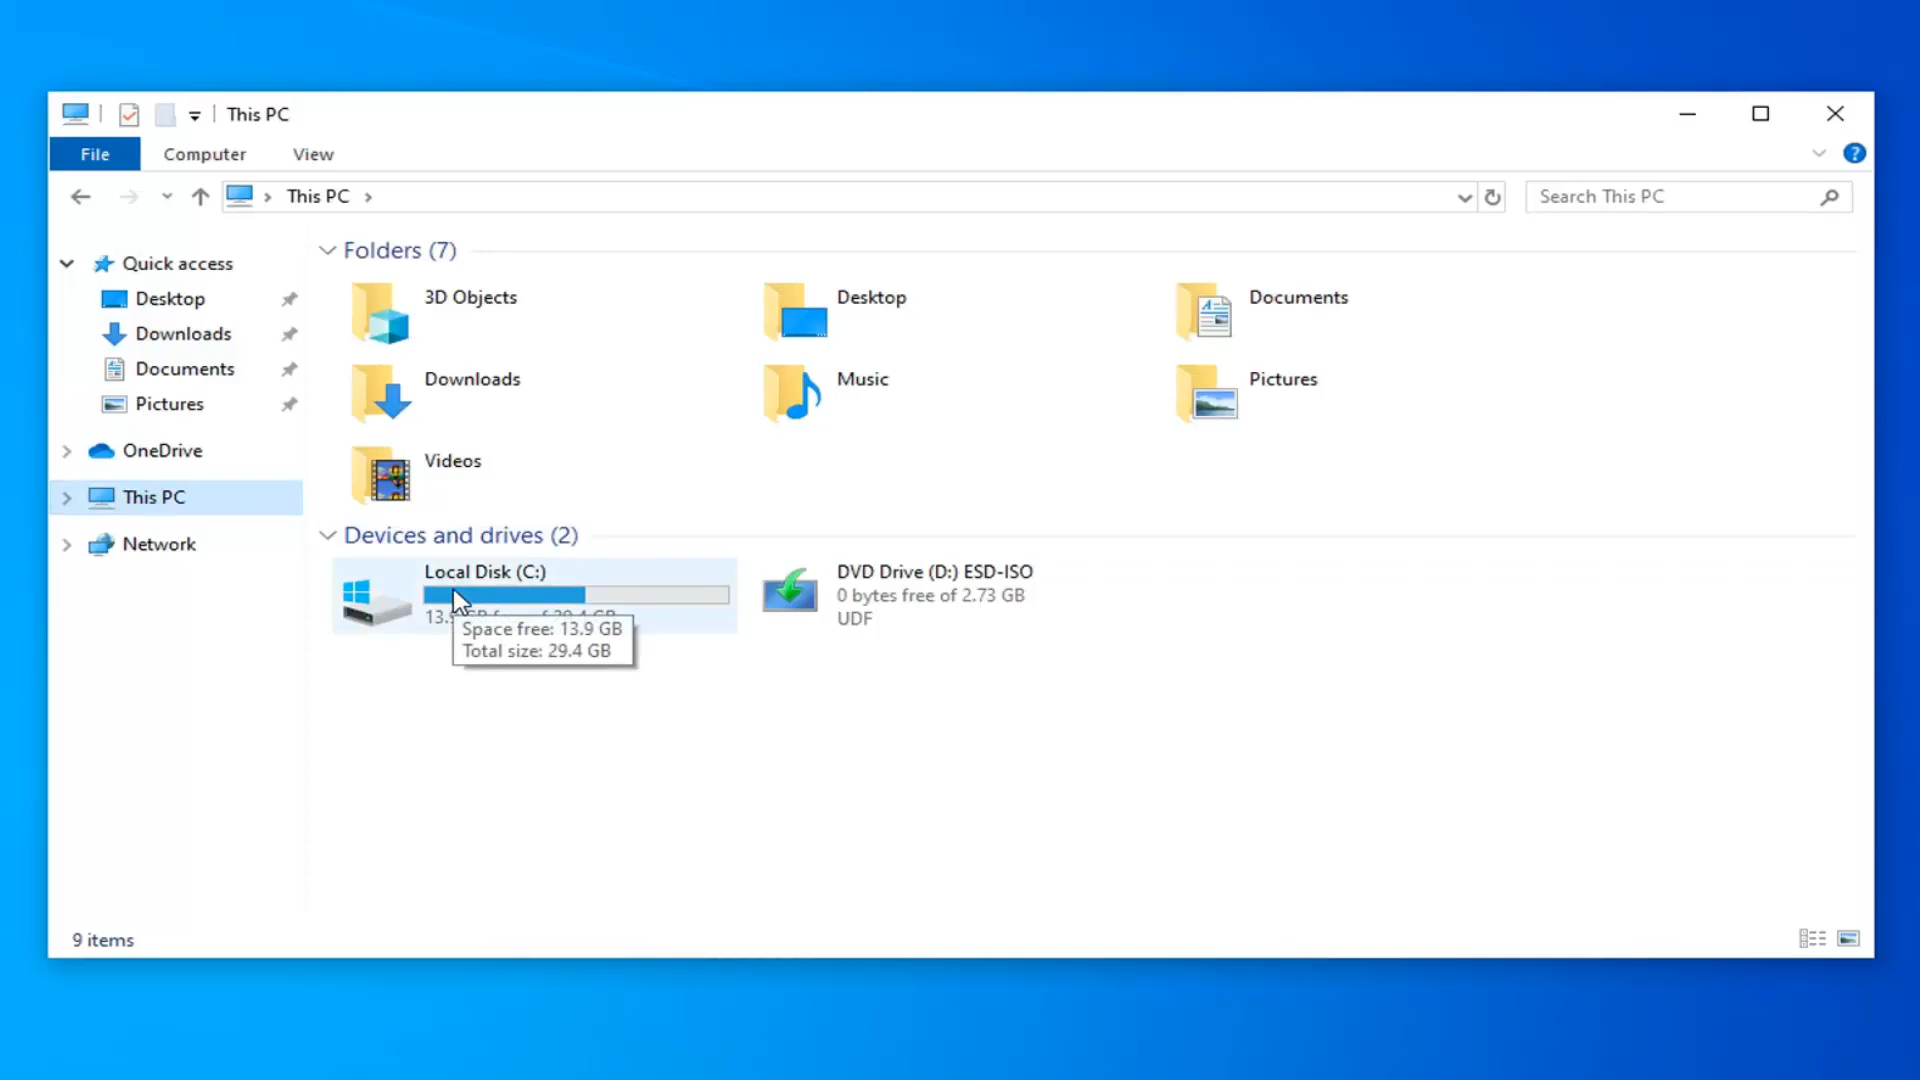 This PC
File Computer View ?
This PC
Search This PC
Quick access
Desktop
Downloads
Documents
Pictures
OneDrive
This PC
Network
Folders (7)
3D Objects
Desktop
Documents
Downloads
Music
Pictures
Videos
Devices and drives (2)
Local Disk (C:)
Space free: 13.9 GB
Total size: 29.4 GB
DVD Drive (D:) ESD-ISO
0 bytes free of 2.73 GB
UDF
9 items